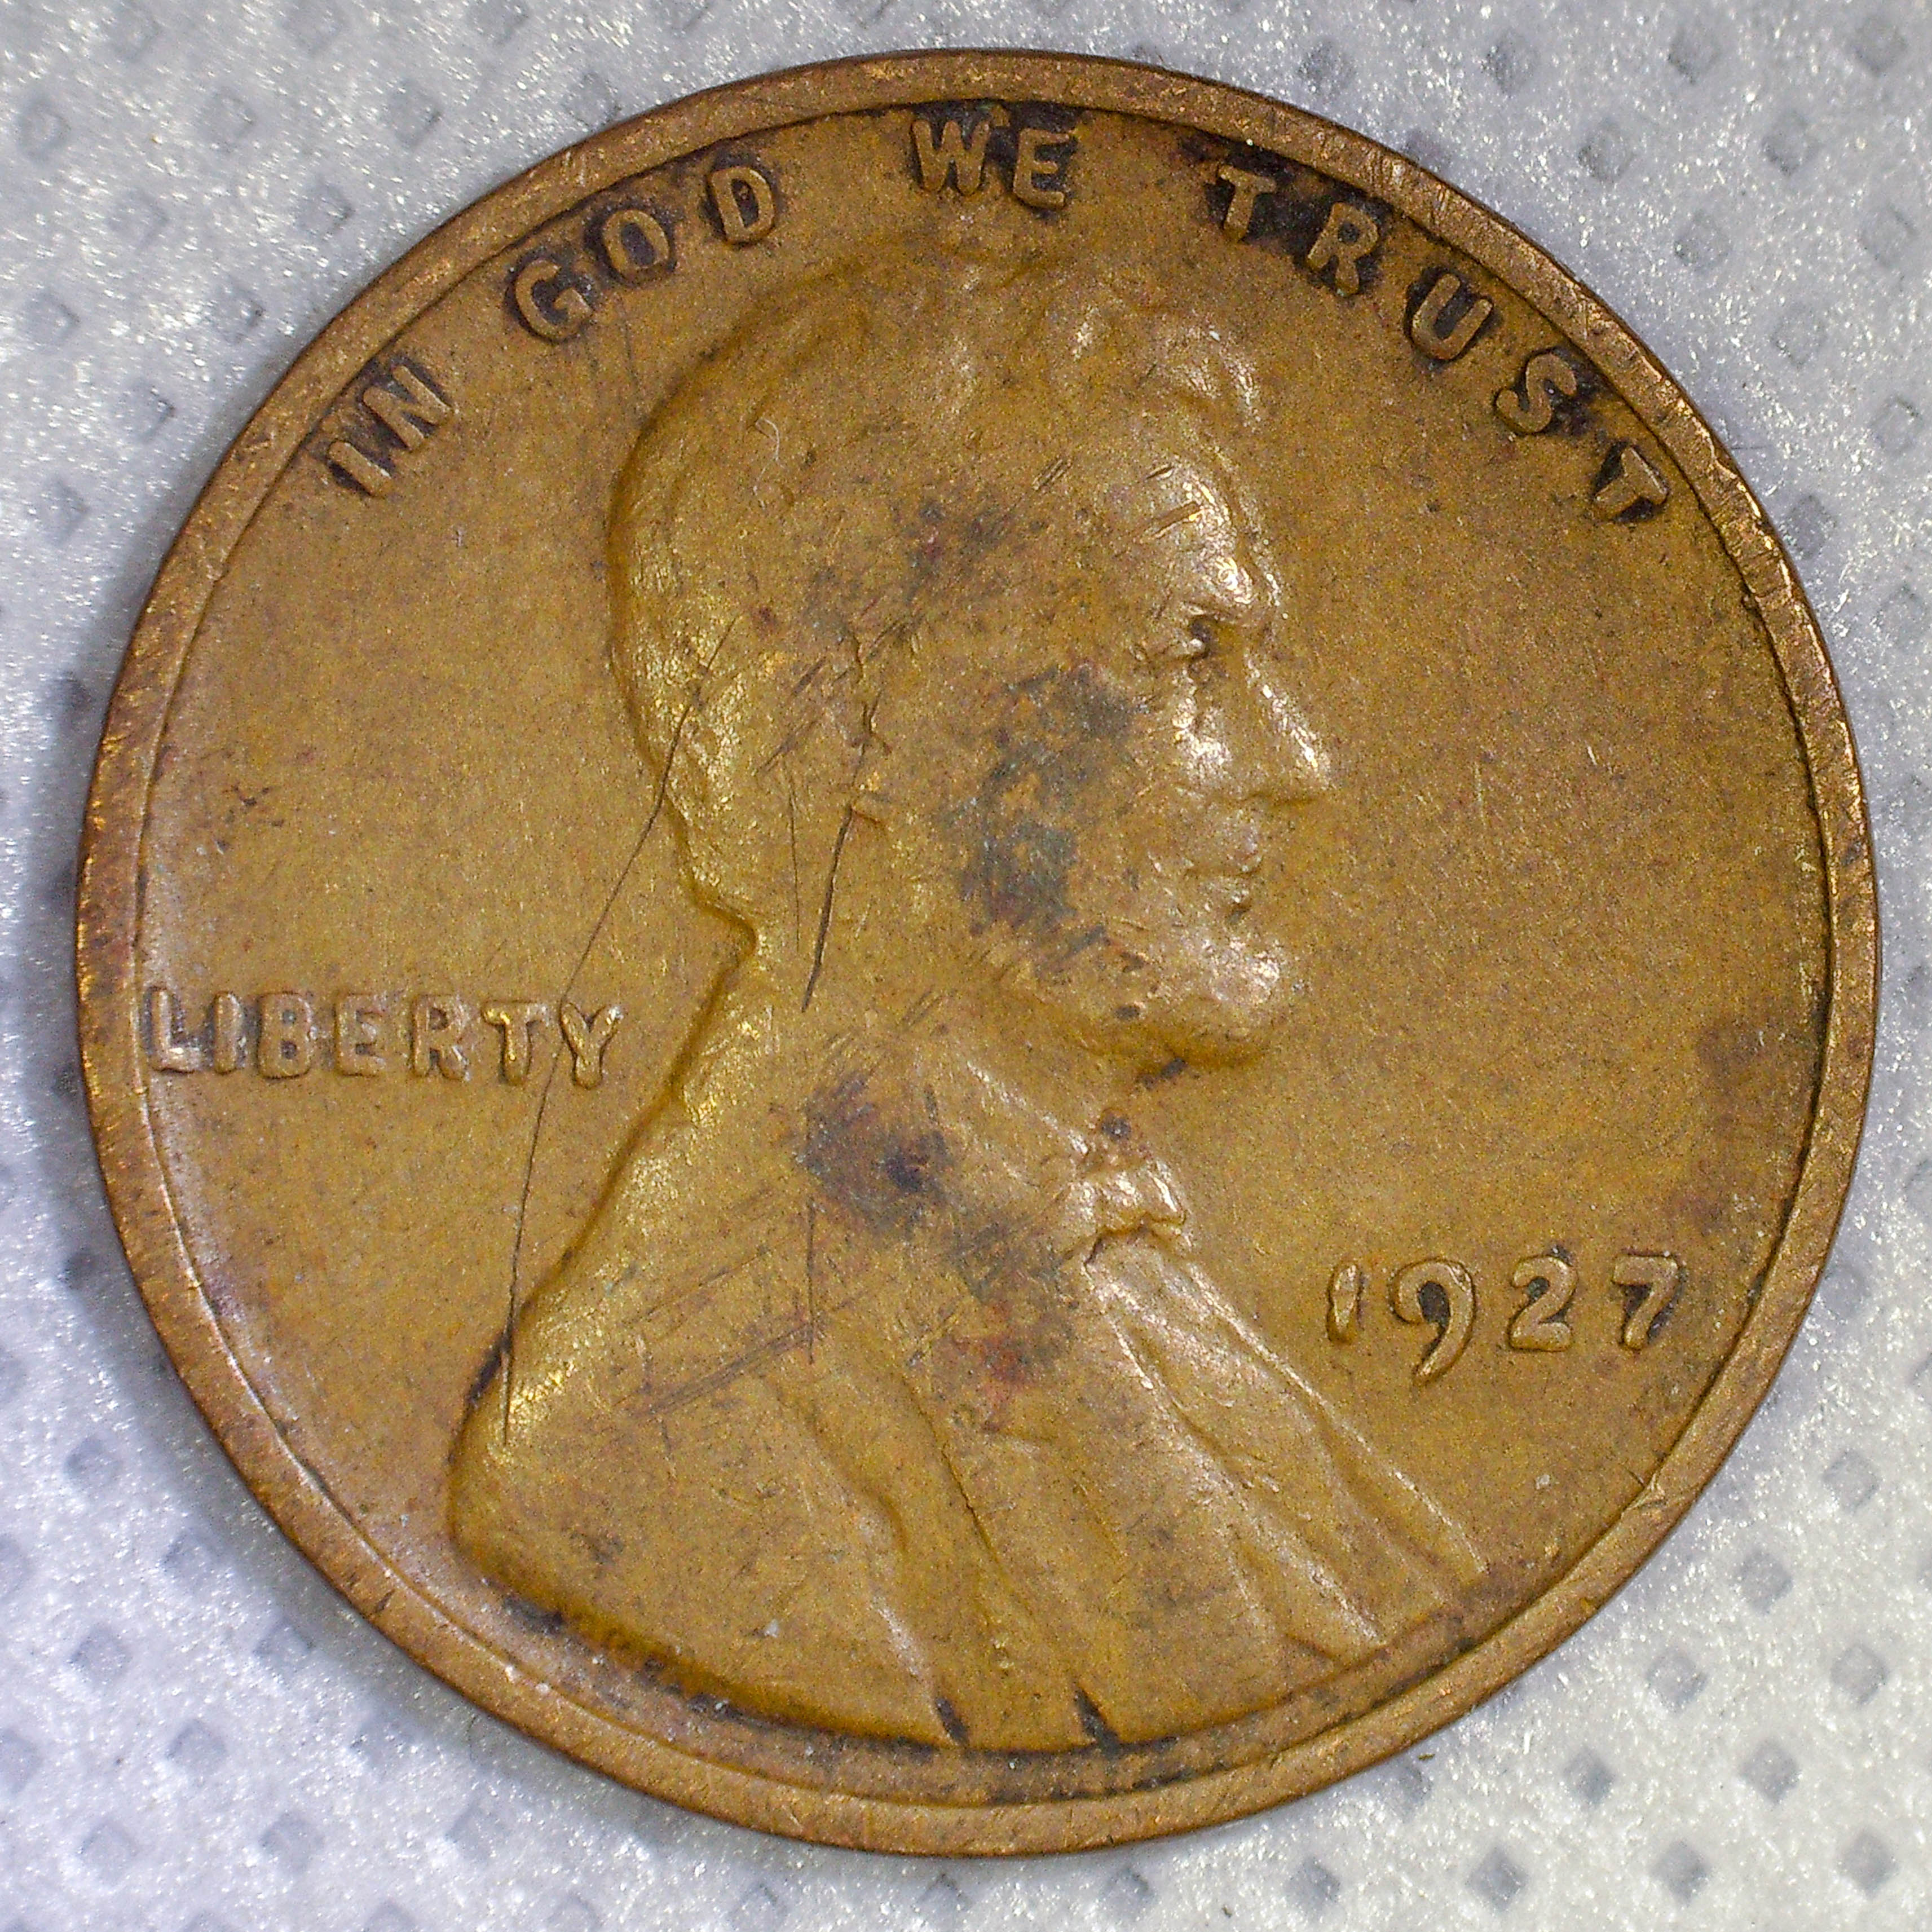 IN GOD WE TRUST
LIBERTY
1927